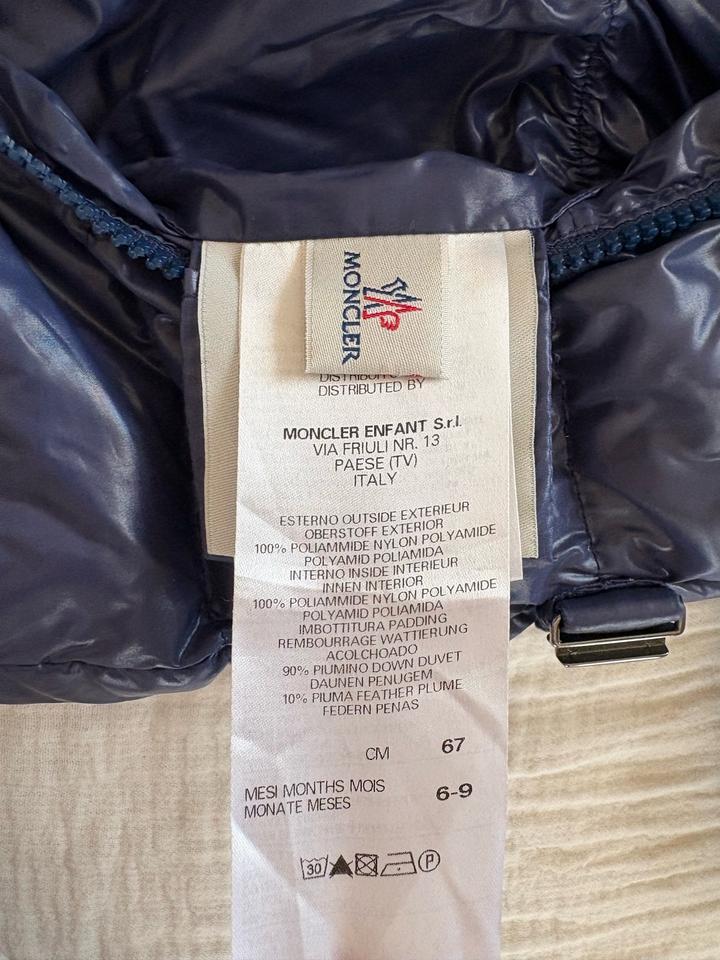 MONCLER
DISTRIBUITO DA
DISTRIBUTED BY
MONCLER ENFANT S.r.l.
VIA FRIULI NR. 13
PAESE (TV)
ITALY
ESTERNO OUTSIDE EXTERIEUR
OBERSTOFF EXTERIOR
100% POLIAMMIDE NYLON POLYAMIDE
POLYAMID POLIAMIDA
INTERNO INSIDE INTERIEUR
INNEN INTERIOR
100% POLIAMMIDE NYLON POLYAMIDE
POLYAMID POLIAMIDA
IMBOTTITURA PADDING
REMBOURRAGE WATTIERUNG
ACOLCHOADO
90% PIUMINO DOWN DUVET
DAUNEN PENUGEM
10% PIUMA FEATHER PLUME
FEDERN PENAS
CM 67
MESI MONTHS MOIS
MONATE MESES 6-9
30 P